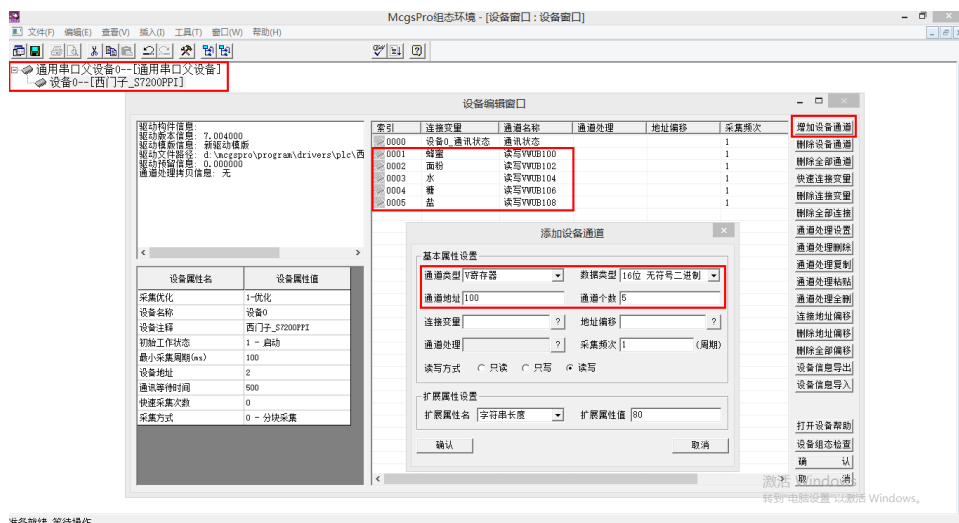 McgsPro组态环境 - [设备窗口 : 设备窗口]
文件(F) 编辑(E) 查看(V) 插入(I) 工具(T) 窗口(W) 帮助(H)
通用串口父设备0--[通用串口父设备]
设备0--[西门子_S7200PPI]
设备编辑窗口
驱动构件信息:
驱动版本信息: 7.004000
驱动模版信息: 新驱动模版
驱动文件路径: d:\mcgspro\program\drivers\plc\西
驱动预留信息: 0.000000
通道处理拷贝信息: 无
索引 连接变量 通道名称 通道处理 地址偏移 采集频次
0000 设备0_通讯状态 通讯状态 1
0001 蜂蜜 读写VWUB100 1
0002 面粉 读写VWUB102 1
0003 水 读写VWUB104 1
0004 糖 读写VWUB106 1
0005 盐 读写VWUB108 1
增加设备通道
删除设备通道
删除全部通道
快速连接变量
删除连接变量
删除全部连接
通道处理设置
通道处理删除
通道处理复制
通道处理粘贴
通道处理全删
连接地址偏移
删除地址偏移
删除全部偏移
设备信息导出
设备信息导入
打开设备帮助
设备组态检查
确 认
取 消
设备属性名 设备属性值
采集优化 1-优化
设备名称 设备0
设备注释 西门子_S7200PPI
初始工作状态 1 - 启动
最小采集周期(ms) 100
设备地址 2
通讯等待时间 500
快速采集次数 0
采集方式 0 - 分块采集
添加设备通道
基本属性设置
通道类型 V寄存器 数据类型 16位 无符号二进制
通道地址 100 通道个数 5
连接变量 ? 地址偏移 ?
通道处理 ? 采集频次 1 (周期)
读写方式 只读 只写 读写
扩展属性设置
扩展属性名 字符串长度 扩展属性值 80
确认 取消
激活 Windows
转到"电脑设置"以激活 Windows。
准备就绪,等待操作